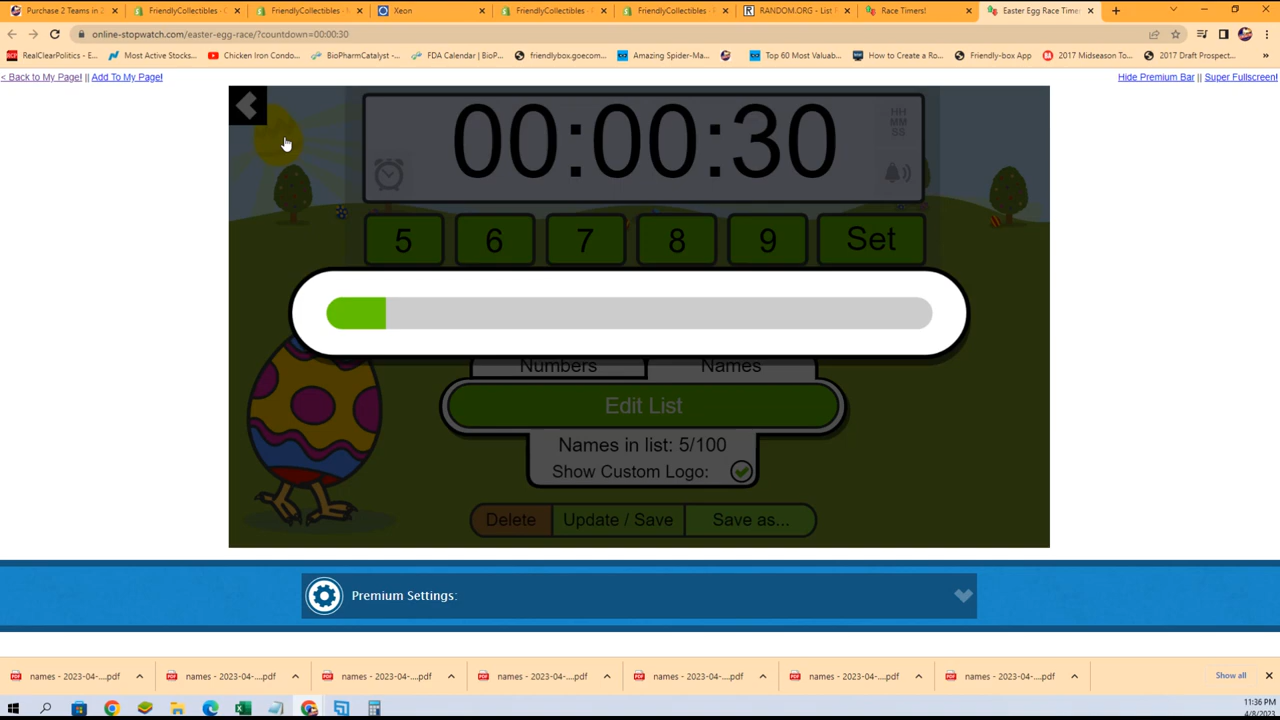 Purchase 2 Teams in 2
FriendlyCollectibles - C
FriendlyCollectibles - M
Xeon
FriendlyCollectibles - F
FriendlyCollectibles - F
RANDOM.ORG - List R
Race Timers!
Easter Egg Race Time
online-stopwatch.com/easter-egg-race/?countdown=00:00:30
RealClearPolitics - E...
Most Active Stocks...
Chicken Iron Condo...
BioPharmCatalyst -...
FDA Calendar | BioP...
friendlybox.goecom...
Amazing Spider-Ma...
Top 60 Most Valuab...
How to Create a Ro...
Friendly-box App
2017 Midseason To...
2017 Draft Prospect...
»
< Back to My Page! || Add To My Page!
Hide Premium Bar || Super Fullscreen!
00:00:30
HH
MM
SS
5 6 7 8 9 Set
Numbers Names
Edit List
Names in list: 5/100
Show Custom Logo:
Delete Update / Save Save as...
Premium Settings:
names - 2023-04-....pdf
names - 2023-04-....pdf
names - 2023-04-....pdf
names - 2023-04-....pdf
names - 2023-04-....pdf
names - 2023-04-....pdf
names - 2023-04-....pdf
Show all
11:36 PM
4/8/2023